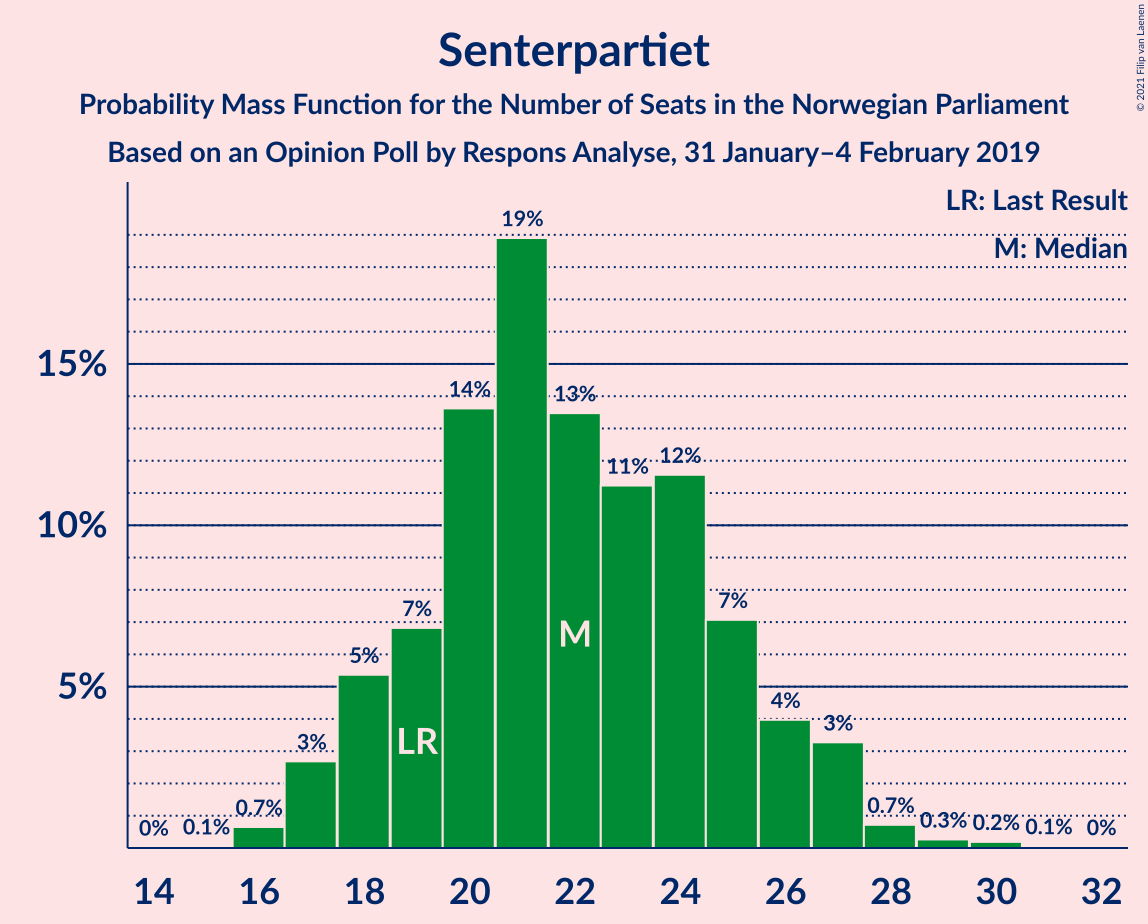 Senterpartiet
Probability Mass Function for the Number of Seats in the Norwegian Parliament
Based on an Opinion Poll by Respons Analyse, 31 January–4 February 2019
© 2021 Filip van Laenen
LR: Last Result
M: Median
15%
10%
5%
0%
0.1%
0.7%
3%
5%
7%
14%
19%
13%
11%
12%
7%
4%
3%
0.7%
0.3%
0.2%
0.1%
0%
LR
M
14 16 18 20 22 24 26 28 30 32